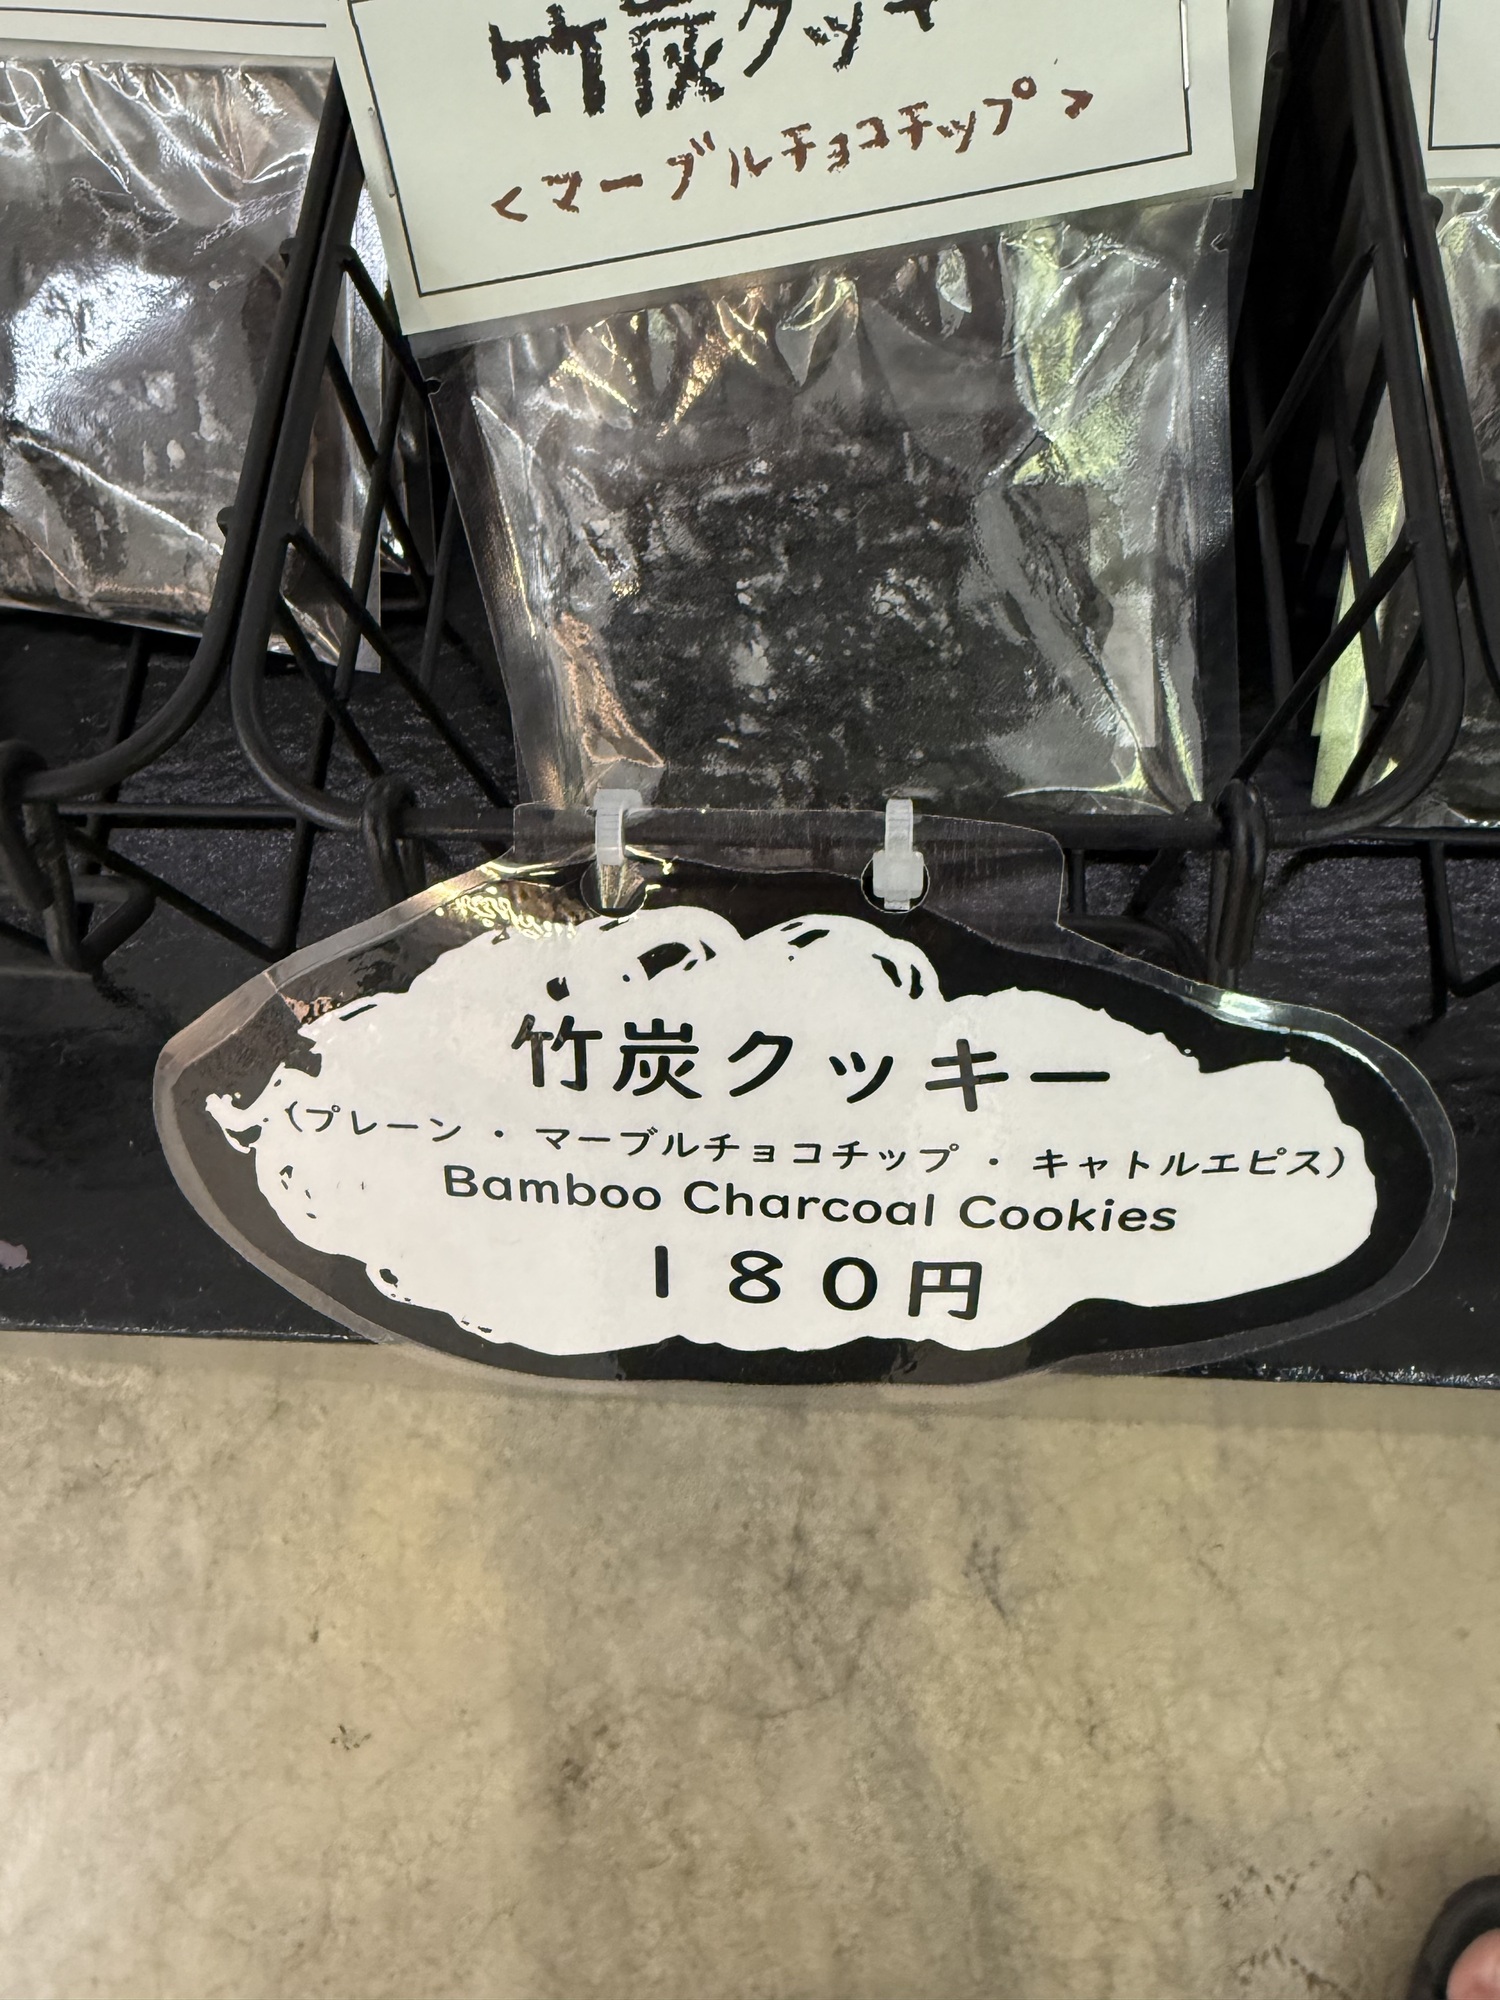 竹炭クッキ
<マーブルチョコチップ>
竹炭クッキー
(プレーン ・ マーブルチョコチップ ・ キャトルエピス)
Bamboo Charcoal Cookies
180円